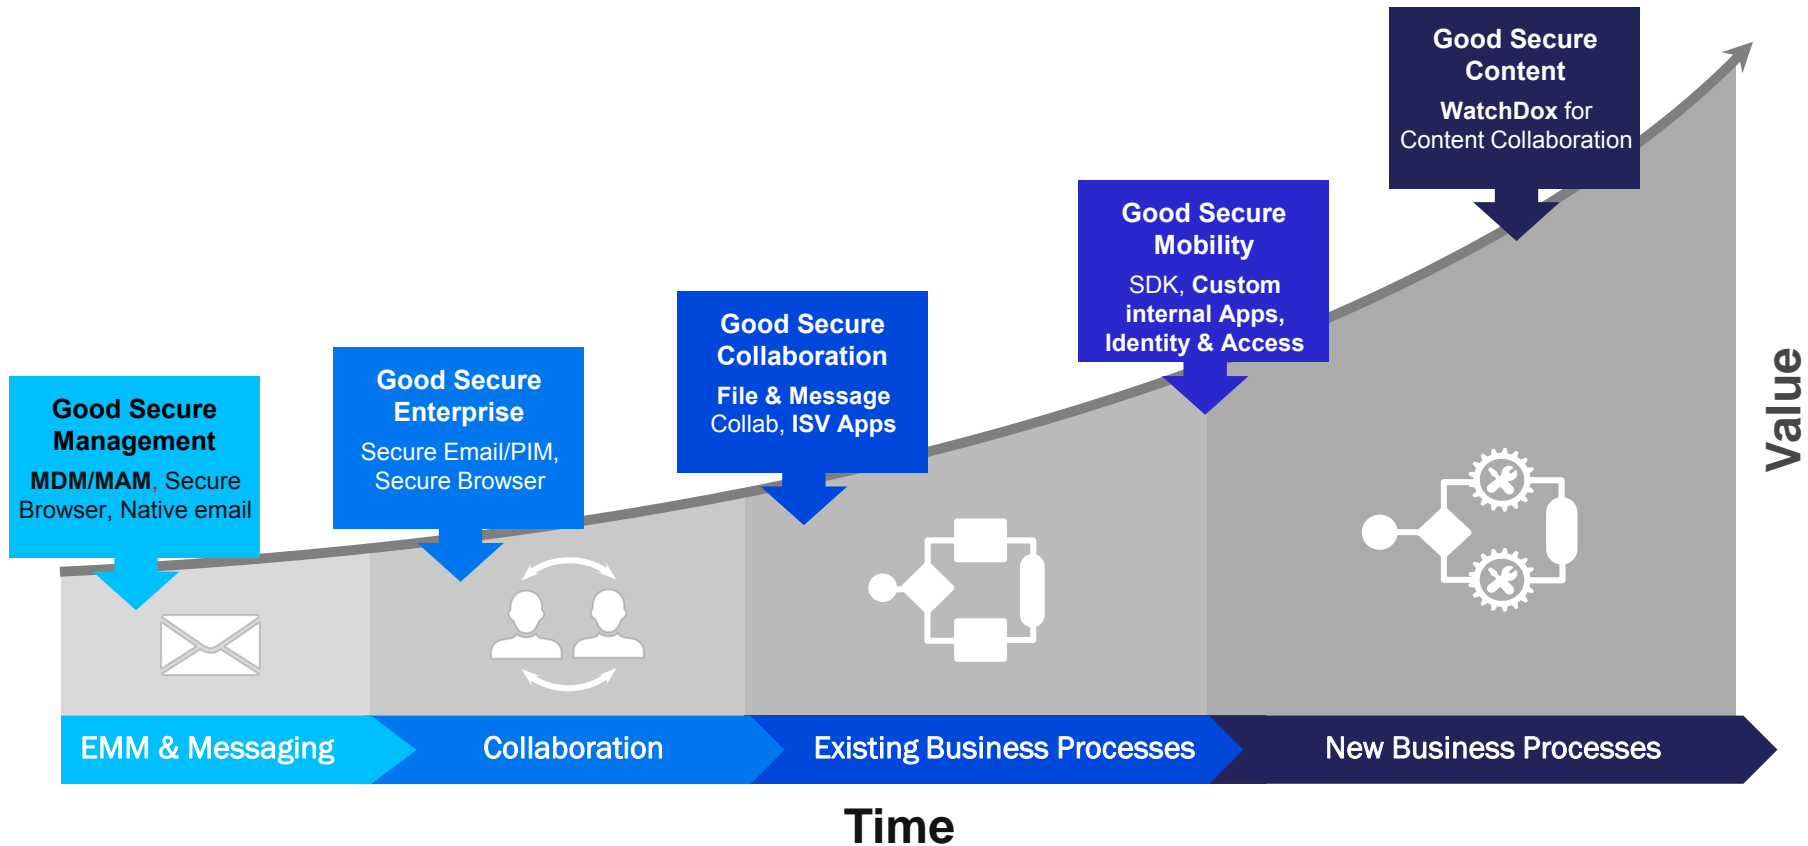 Good Secure
Management
MDM/MAM, Secure
Browser, Native email
Good Secure
Enterprise
Secure Email/PIM,
Secure Browser
Good Secure
Collaboration
File & Message
Collab, ISV Apps
Good Secure
Mobility
SDK, Custom
internal Apps,
Identity & Access
Good Secure
Content
WatchDox for
Content Collaboration
Value
EMM & Messaging
Collaboration
Existing Business Processes
New Business Processes
Time